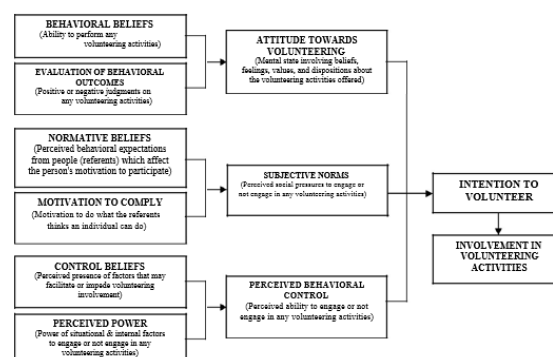 BEHAVIORAL BELIEFS
(Ability to perform any
volunteering activities)
EVALUATION OF BEHAVIORAL
OUTCOMES
(Positive or negative judgments on
any volunteering activities)
ATTITUDE TOWARDS
VOLUNTEERING
(Mental state involving beliefs,
feelings, values, and dispositions about
the volunteering activities offered)
NORMATIVE BELIEFS
(Perceived behavioral expectations
from people (referents) which affect
the person's motivation to participate)
MOTIVATION TO COMPLY
(Motivation to do what the referents
thinks an individual can do)
SUBJECTIVE NORMS
(Perceived social pressures to engage or
not engage in any volunteering activities)
CONTROL BELIEFS
(Perceived presence of factors that may
facilitate or impede volunteering
involvement)
PERCEIVED POWER
(Power of situational & internal factors
to engage or not engage in any
volunteering activities)
PERCEIVED BEHAVIORAL
CONTROL
(Perceived ability to engage or not
engage in any volunteering activities)
INTENTION TO
VOLUNTEER
INVOLVEMENT IN
VOLUNTEERING
ACTIVITIES